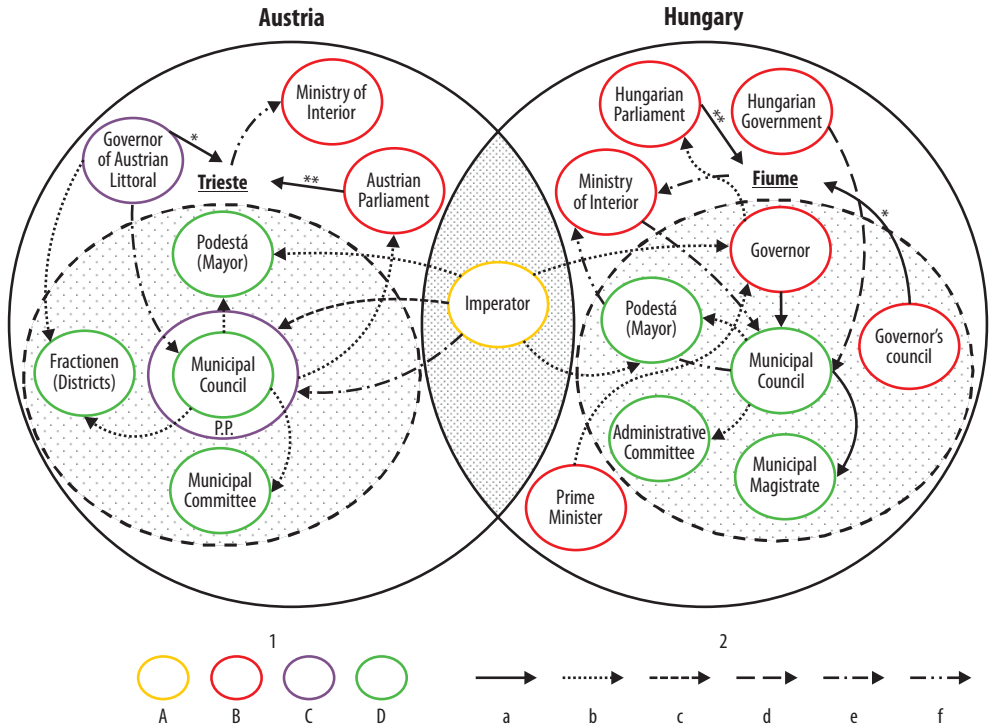 Austria
Hungary
Ministry of
Interior
Hungarian
Parliament
Hungarian
Government
Governor
of Austrian
Littoral
*
**
Trieste
**
Austrian
Parliament
Ministry
of Interior
Fiume
*
Podestá
(Mayor)
Governor
Imperator
Podestá
(Mayor)
Governor's
council
Fractionen
(Districts)
Municipal
Council
P.P.
Municipal
Council
Administrative
Committee
Municipal
Committee
Municipal
Magistrate
Prime
Minister
1
2
A
B
C
D
a
b
c
d
e
f